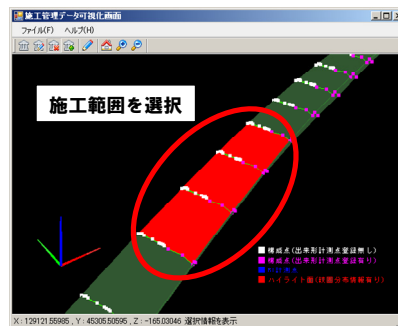 施工管理データ可視化画面
ファイル(F) ヘルプ(H)
施工範囲を選択
構成点(出来形計測点登録無し)
構成点(出来形計測点登録有り)
ハイライト面(鉄筋分布情報有り)
X : 129121.55985 , Y : 45305.50595 , Z : -165.03046 選択情報を表示